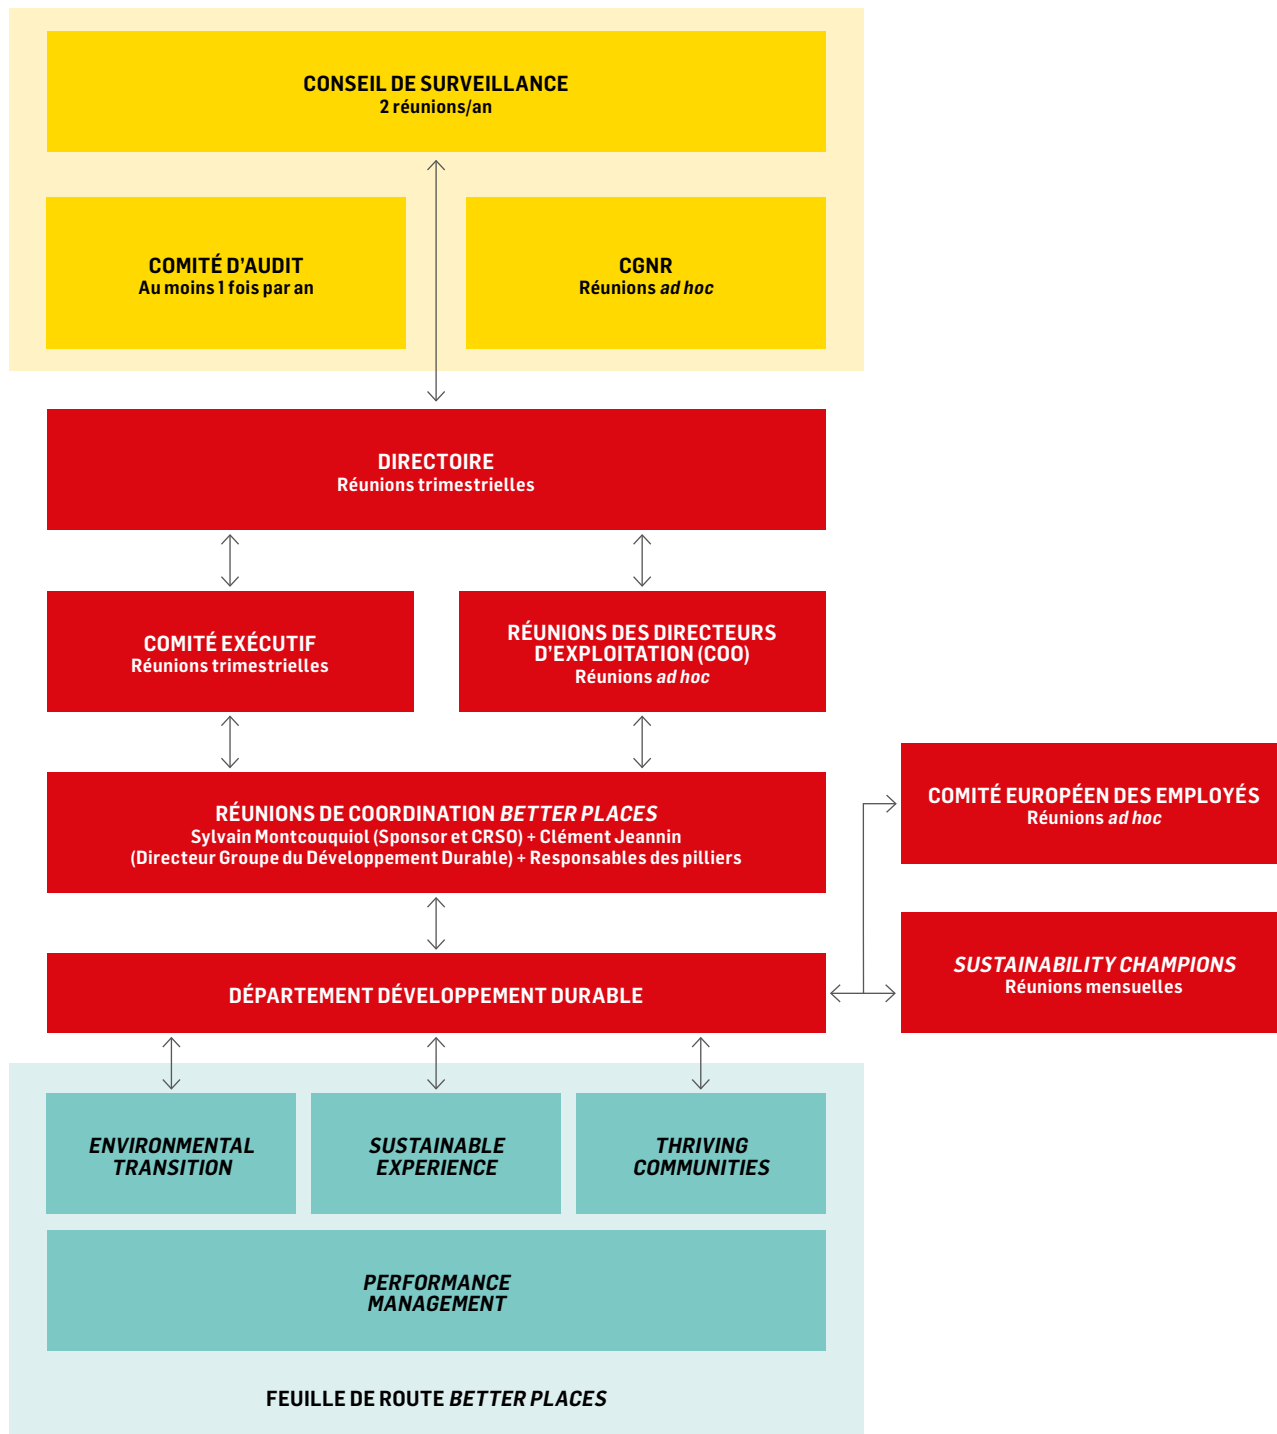 CONSEIL DE SURVEILLANCE
2 réunions/an
COMITÉ D'AUDIT
Au moins 1 fois par an
CGNR
Réunions ad hoc
DIRECTOIRE
Réunions trimestrielles
COMITÉ EXÉCUTIF
Réunions trimestrielles
RÉUNIONS DES DIRECTEURS
D'EXPLOITATION (COO)
Réunions ad hoc
RÉUNIONS DE COORDINATION BETTER PLACES
Sylvain Montcouquiol (Sponsor et CRSO) + Clément Jeannin
(Directeur Groupe du Développement Durable) + Responsables des pilliers
COMITÉ EUROPÉEN DES EMPLOYÉS
Réunions ad hoc
SUSTAINABILITY CHAMPIONS
Réunions mensuelles
DÉPARTEMENT DÉVELOPPEMENT DURABLE
ENVIRONMENTAL
TRANSITION
SUSTAINABLE
EXPERIENCE
THRIVING
COMMUNITIES
PERFORMANCE
MANAGEMENT
FEUILLE DE ROUTE BETTER PLACES